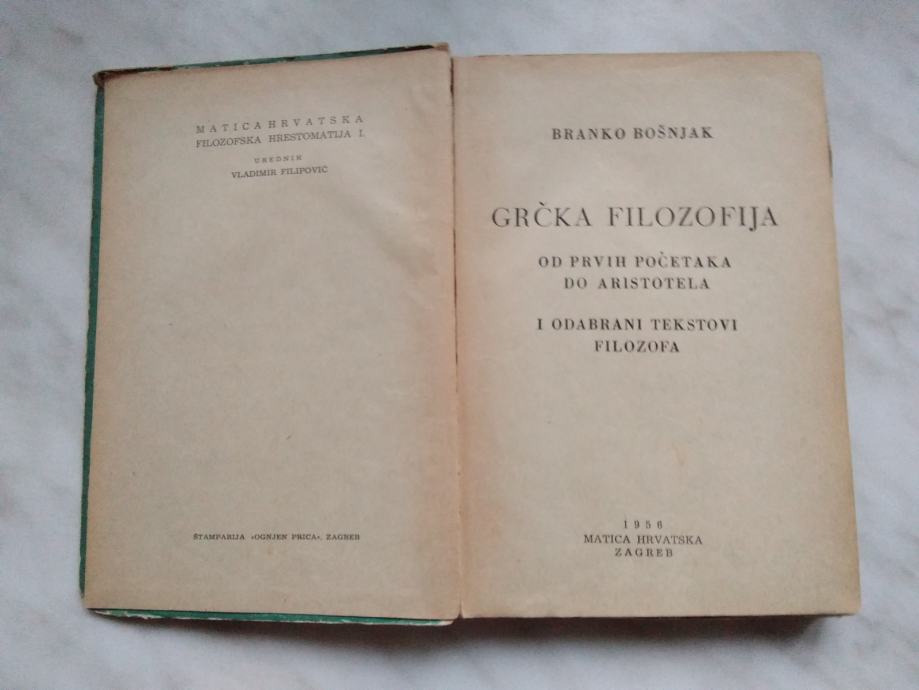 MATICA HRVATSKA
FILOZOFSKA HRESTOMATIJA I.
UREDNIK
VLADIMIR FILIPOVIĆ
ŠTAMPARIJA »OGNJEN PRICA«, ZAGREB
BRANKO BOŠNJAK
GRČKA FILOZOFIJA
OD PRVIH POČETAKA
DO ARISTOTELA
I ODABRANI TEKSTOVI
FILOZOFA
1956
MATICA HRVATSKA
ZAGREB